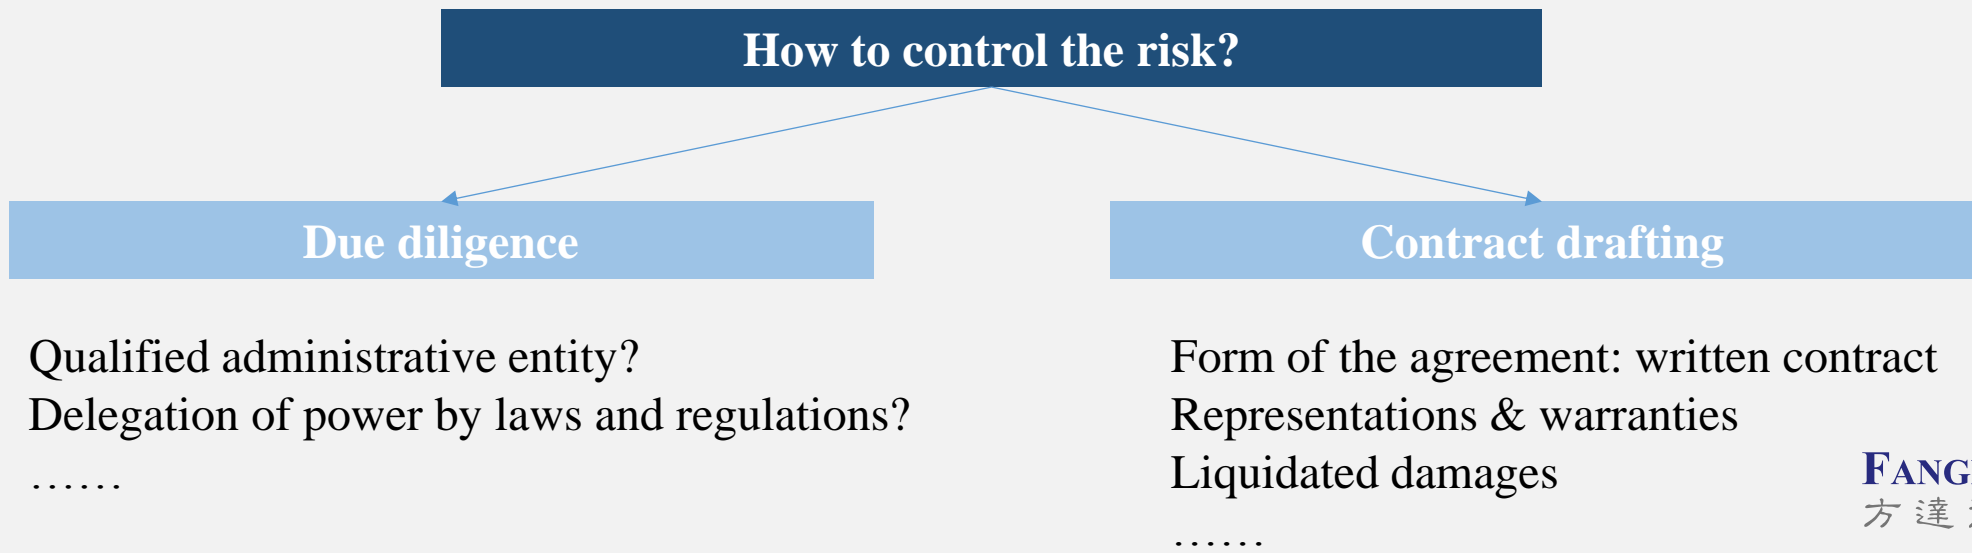 How to control the risk?
Due diligence
Contract drafting
Qualified administrative entity?
Delegation of power by laws and regulations?
……
Form of the agreement: written contract
Representations & warranties
Liquidated damages
……
FANG
方達